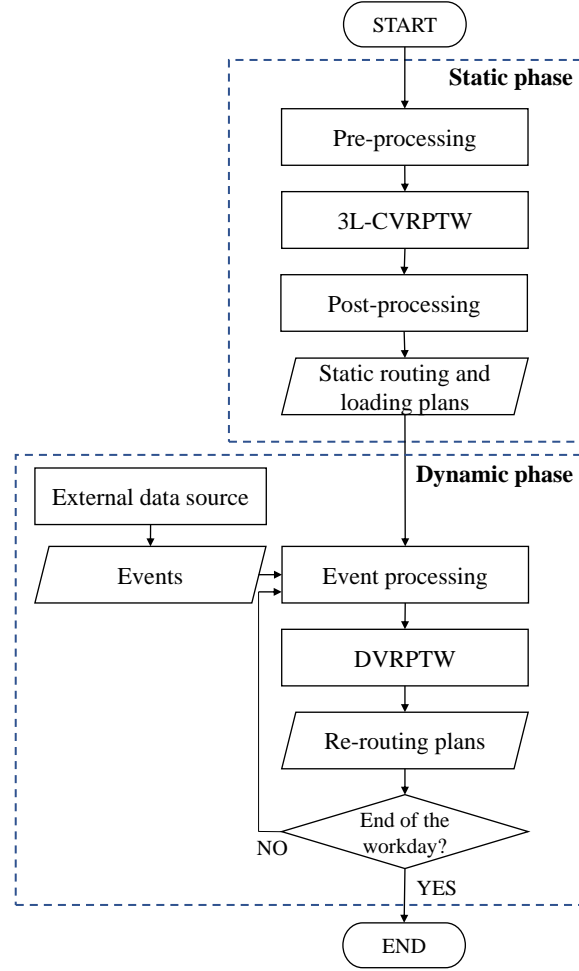 START
Static phase
Pre-processing
3L-CVRPTW
Post-processing
Static routing and
loading plans
Dynamic phase
External data source
Events
Event processing
DVRPTW
Re-routing plans
End of the
workday?
NO
YES
END